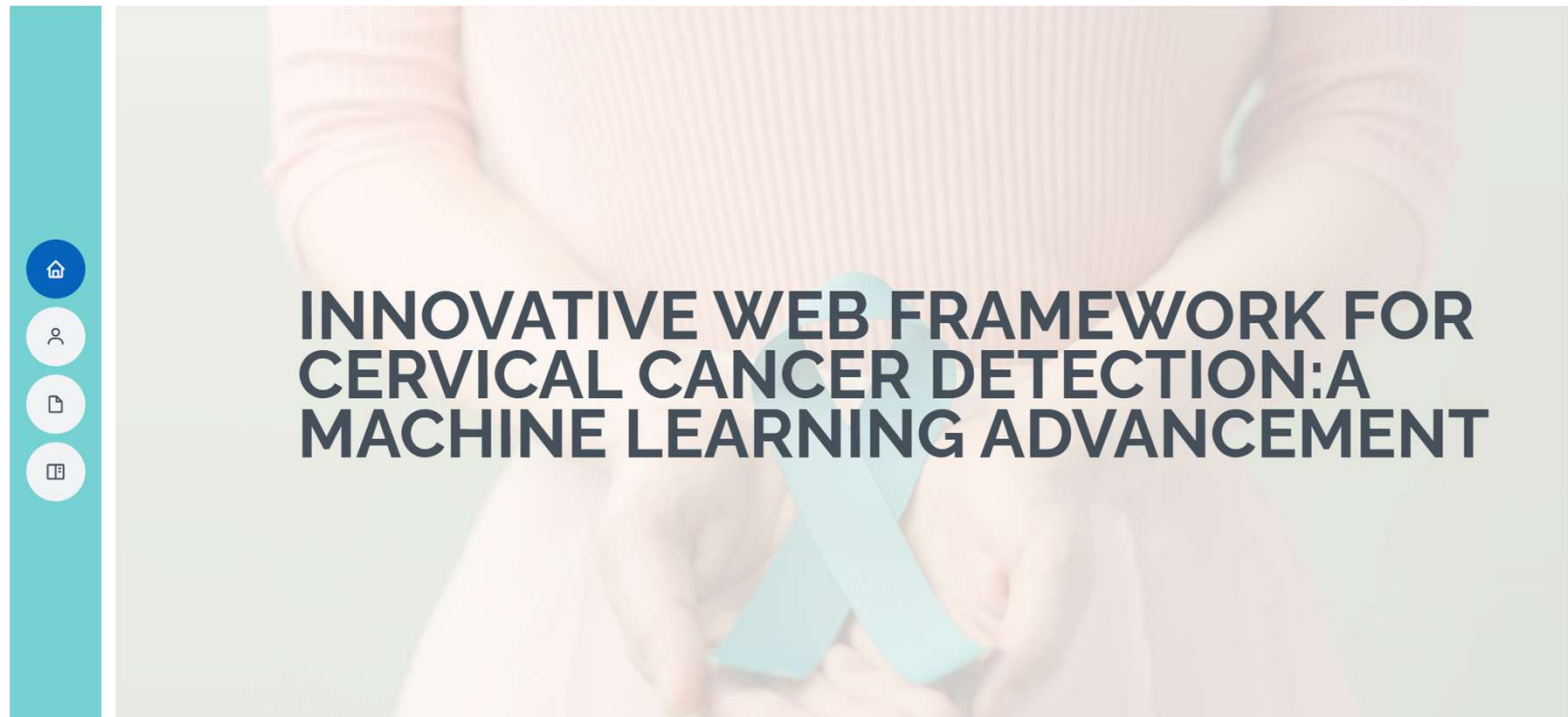 INNOVATIVE WEB FRAMEWORK FOR
CERVICAL CANCER DETECTION:A
MACHINE LEARNING ADVANCEMENT